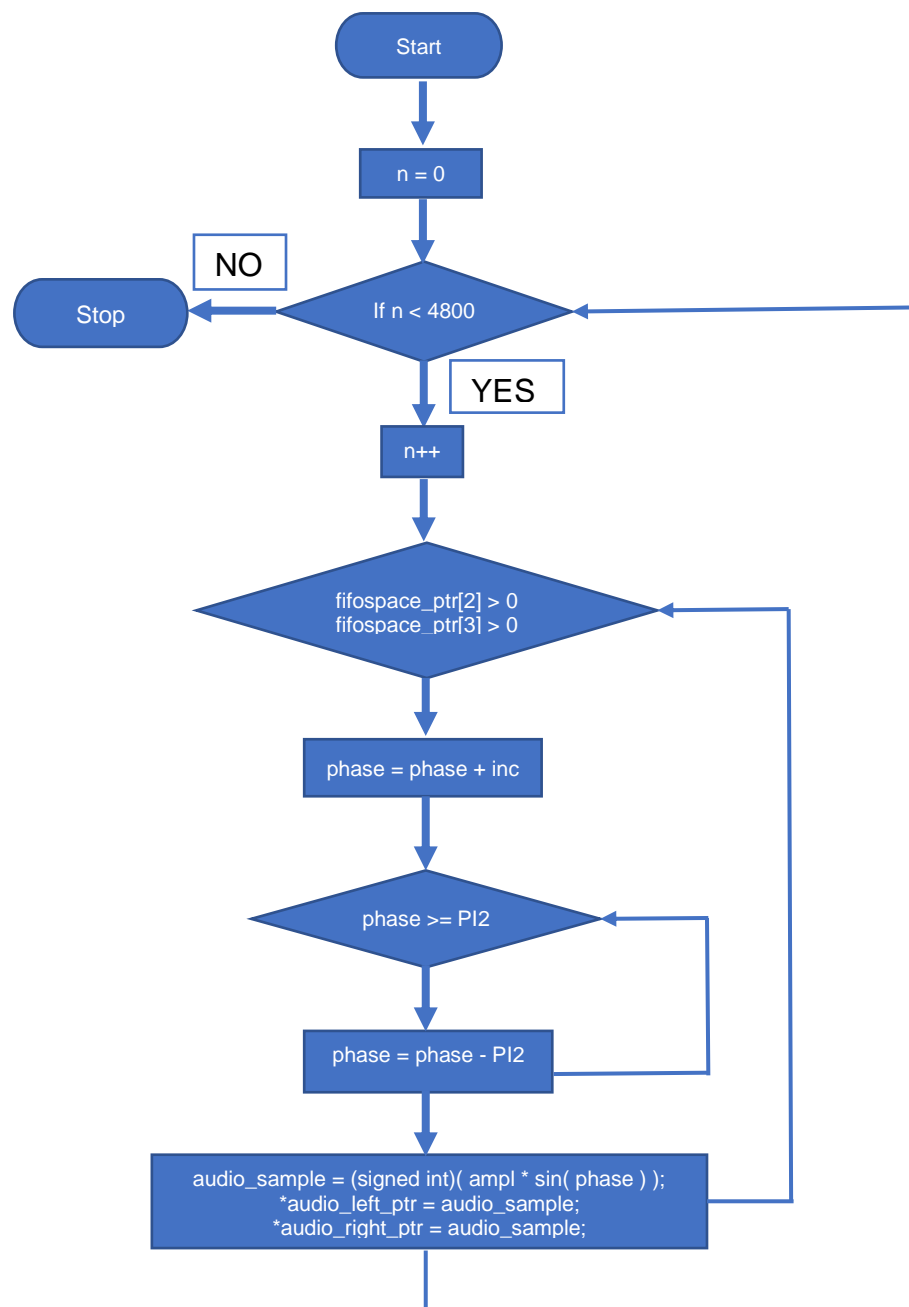 Start
n = 0
NO
If n < 4800
Stop
YES
n++
fifospace_ptr[2] > 0
fifospace_ptr[3] > 0
phase = phase + inc
phase >= PI2
phase = phase - PI2
audio_sample = (signed int)( ampl * sin( phase ) );
*audio_left_ptr = audio_sample;
*audio_right_ptr = audio_sample;